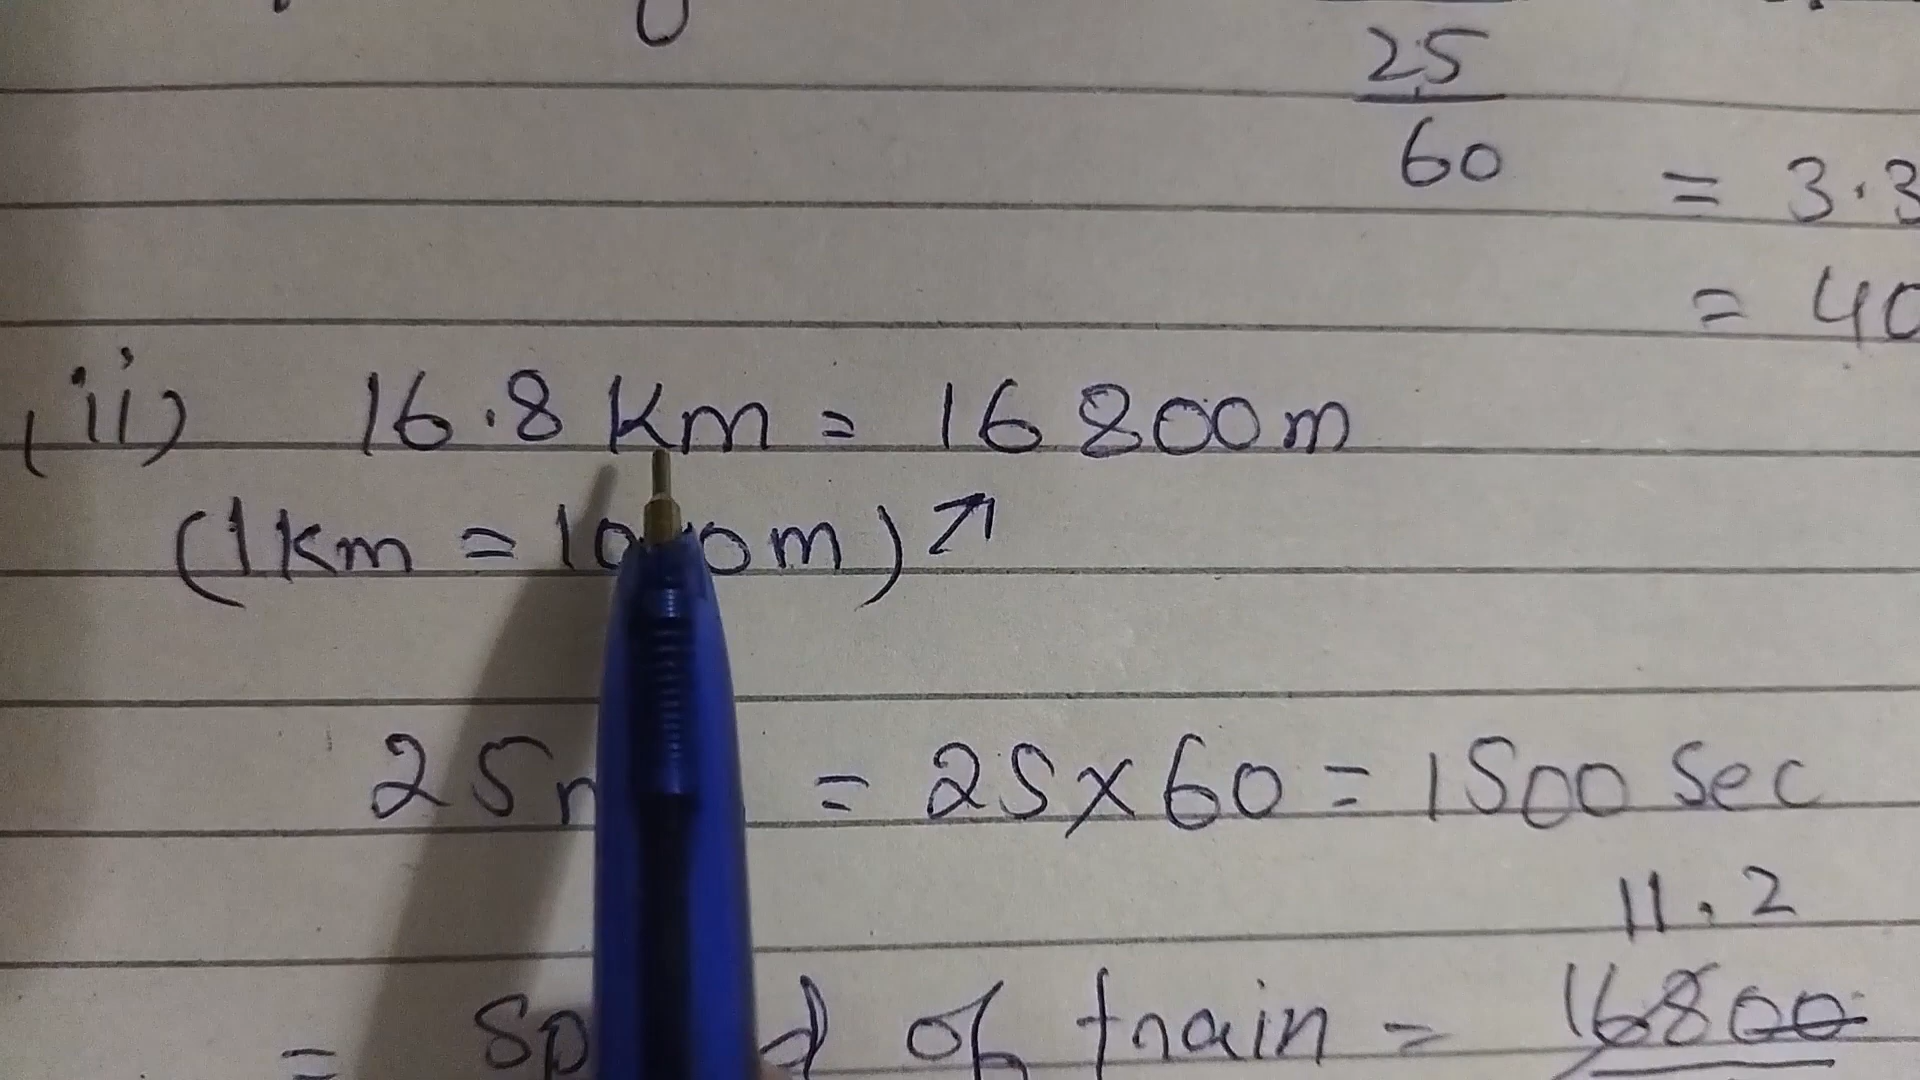 25
60
= 3.3
= 40
(ii) 16.8 km = 16800m
(1km = 1000m) ↗
25 = 25 × 60 = 1500 Sec
11.2
= of train = 16800